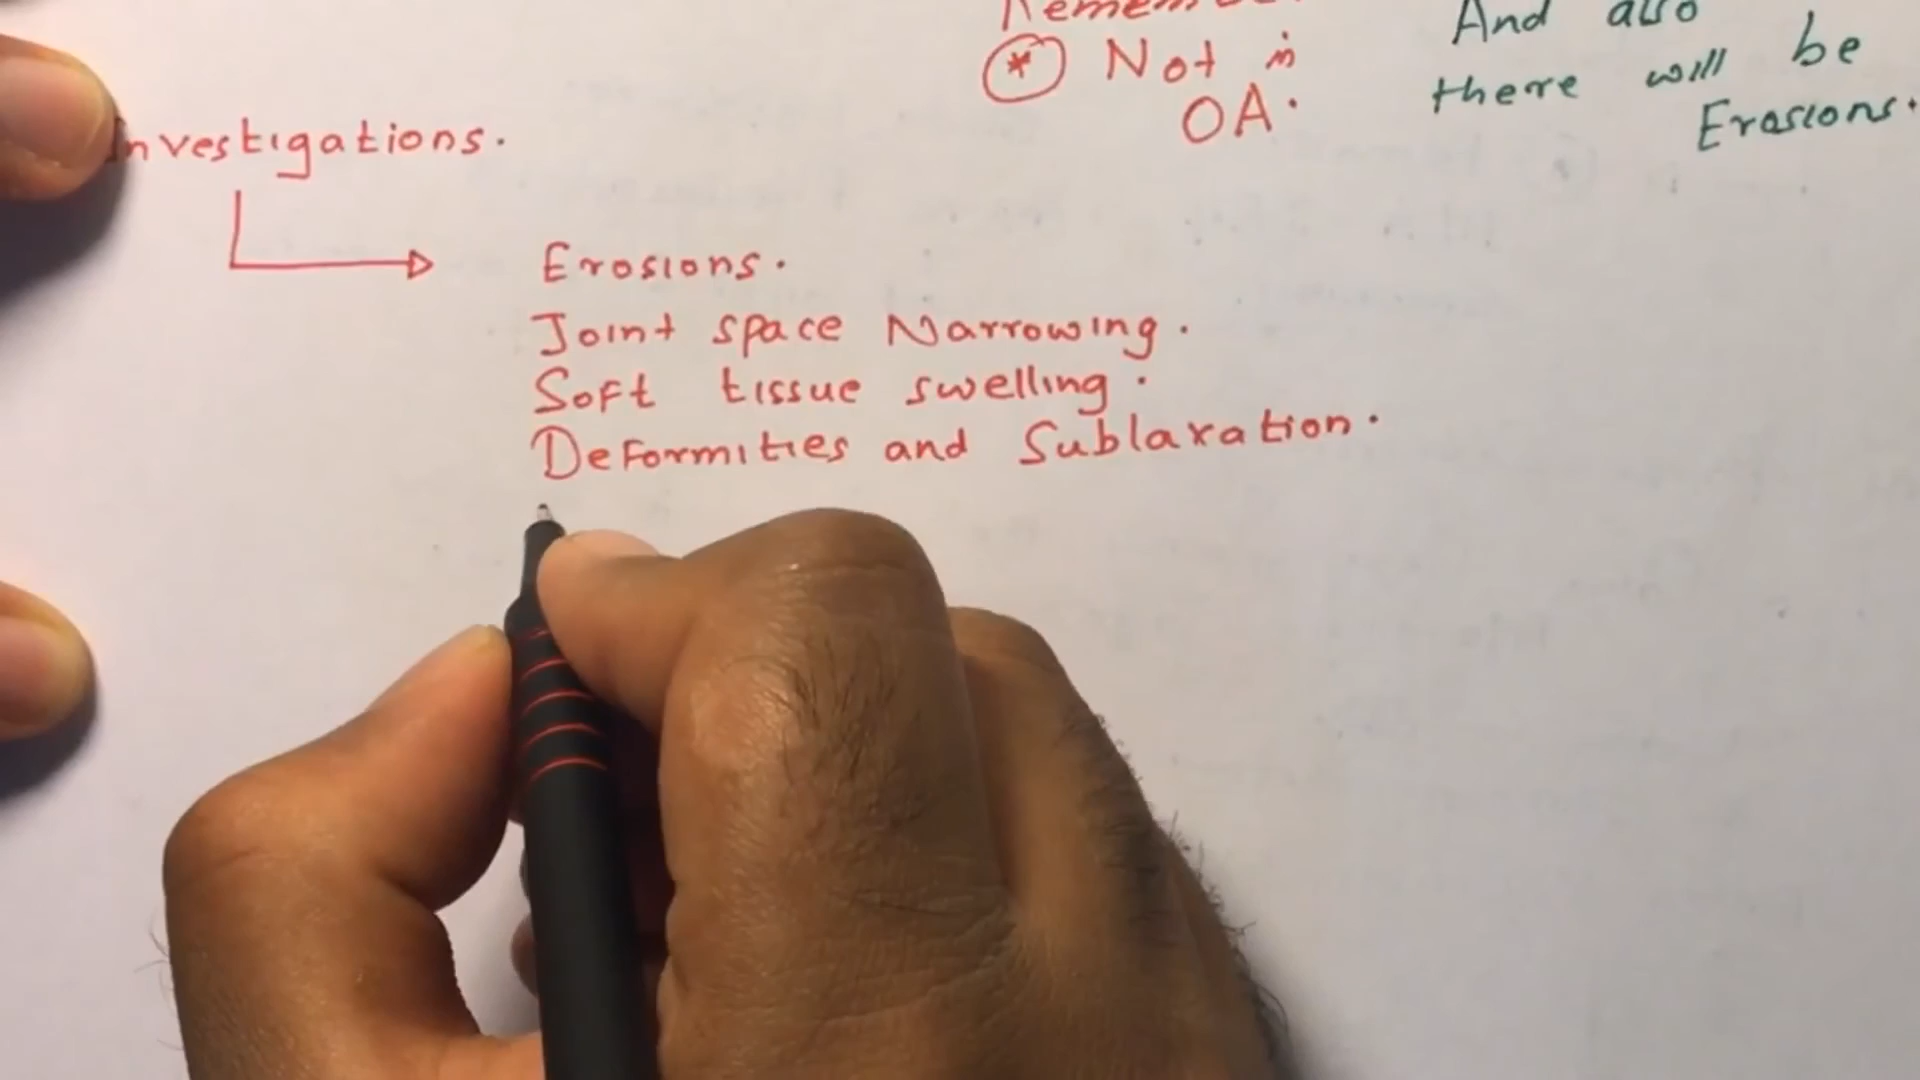 * Not in
OA.
And also
there will be
Erosions.
Investigations.
Erosions.
Joint space Narrowing.
Soft tissue swelling.
Deformities and Sublaxation.